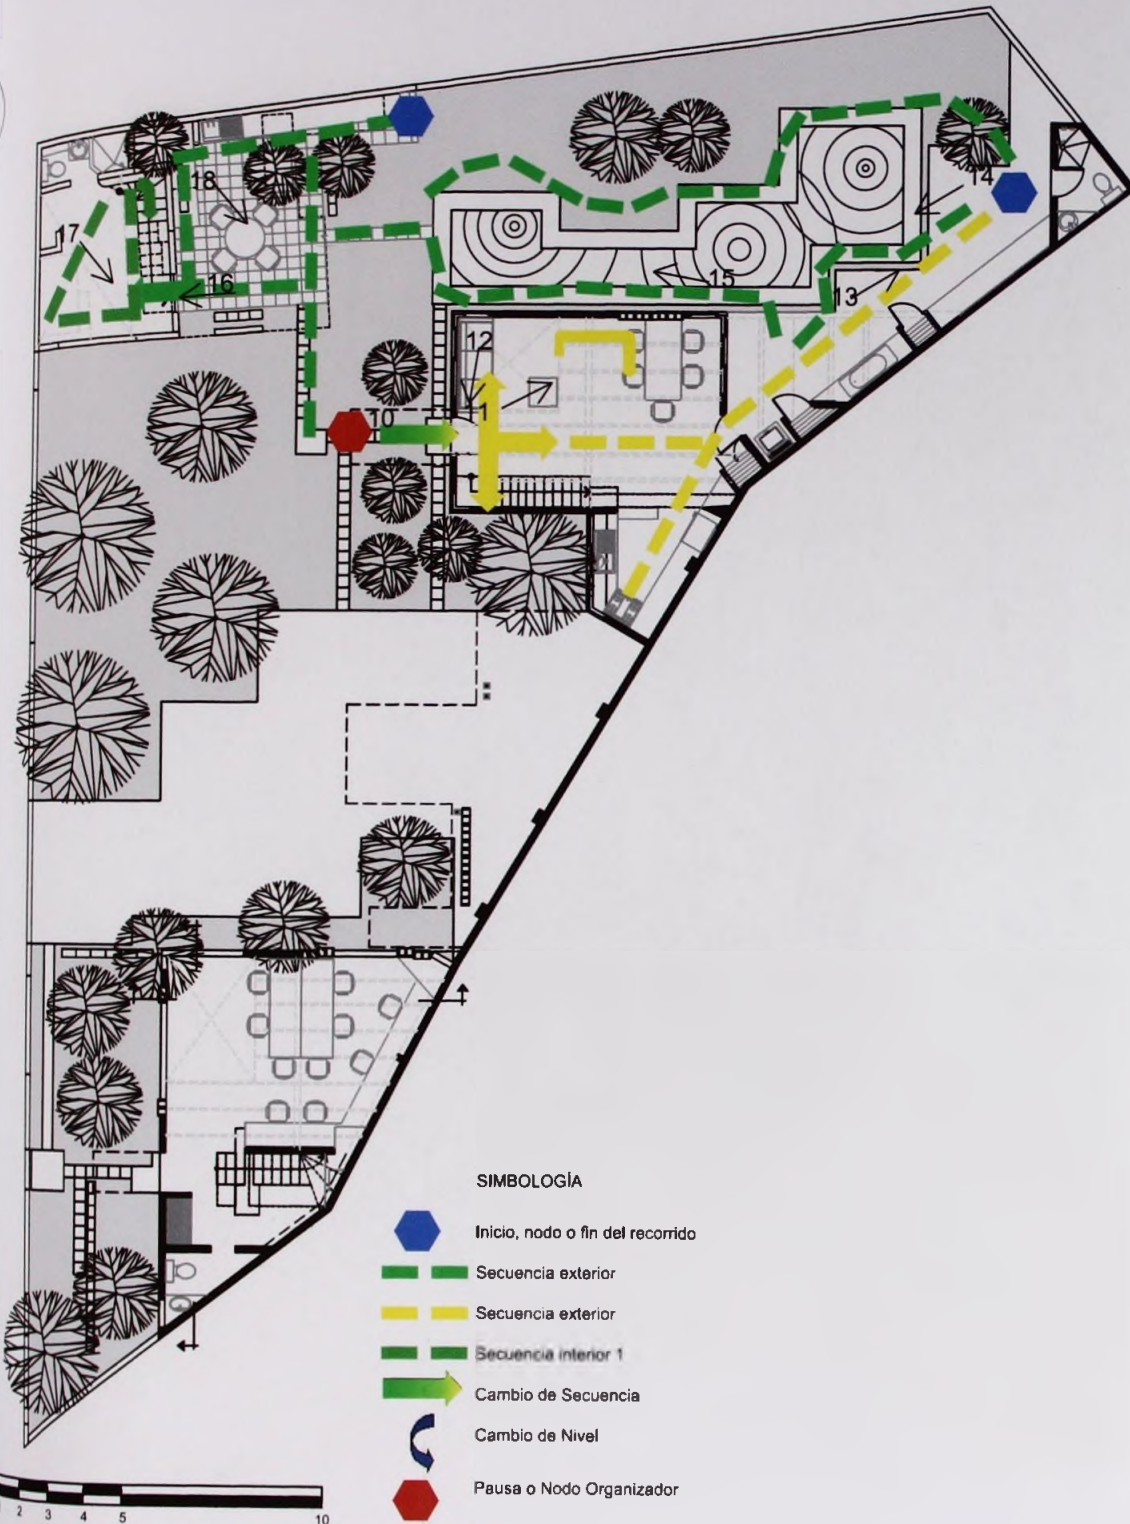 18
14
17
16
15
13
12
1
10
SIMBOLOGÍA
Inicio, nodo o fin del recorrido
Secuencia exterior
Secuencia exterior
Secuencia interior 1
Cambio de Secuencia
Cambio de Nivel
Pausa o Nodo Organizador
2 3 4 5 10